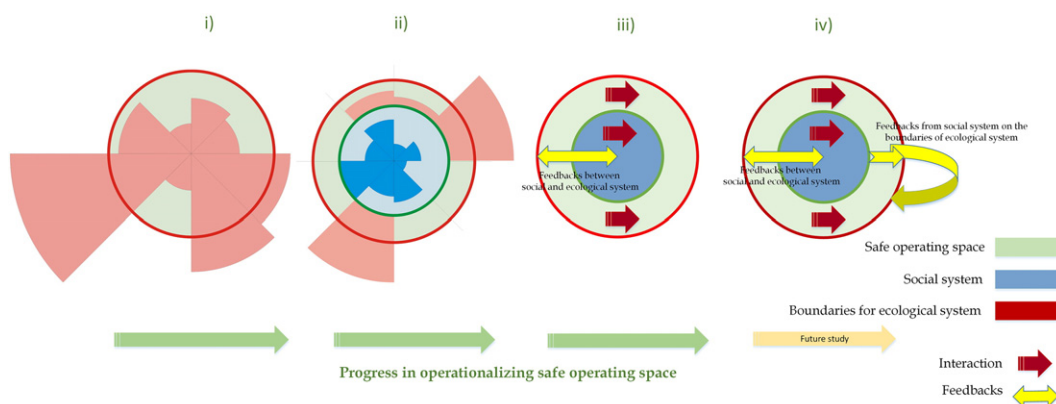 i)
ii)
iii)
iv)
Feedbacks between
social and ecological system
Feedbacks between
social and ecological system
Feedbacks from social system on the
boundaries of ecological system
Safe operating space
Social system
Boundaries for ecological system
Interaction
Feedbacks
Future study
Progress in operationalizing safe operating space